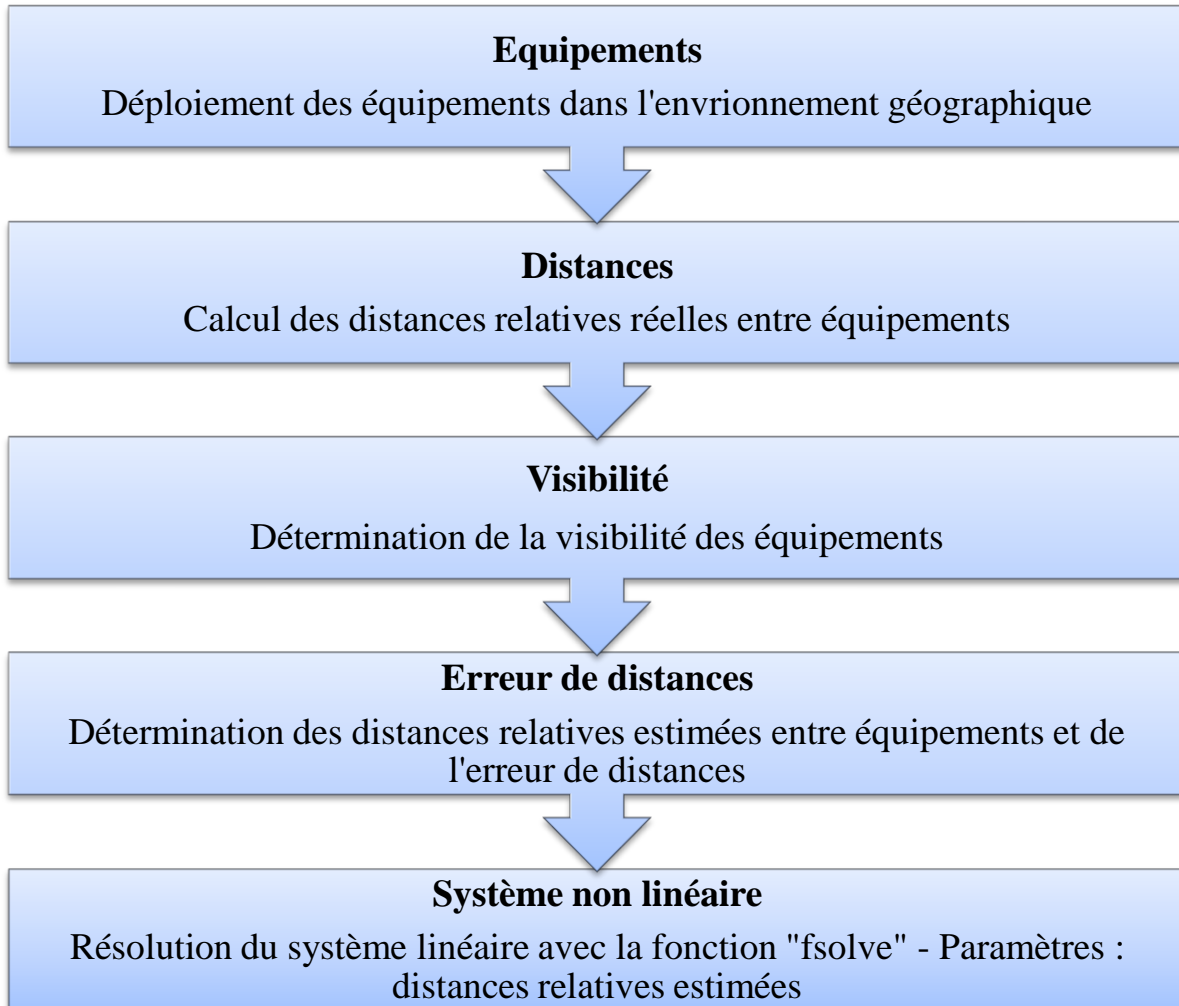 Equipements
Déploiement des équipements dans l'envrionnement géographique
Distances
Calcul des distances relatives réelles entre équipements
Visibilité
Détermination de la visibilité des équipements
Erreur de distances
Détermination des distances relatives estimées entre équipements et de
l'erreur de distances
Système non linéaire
Résolution du système linéaire avec la fonction "fsolve" - Paramètres :
distances relatives estimées